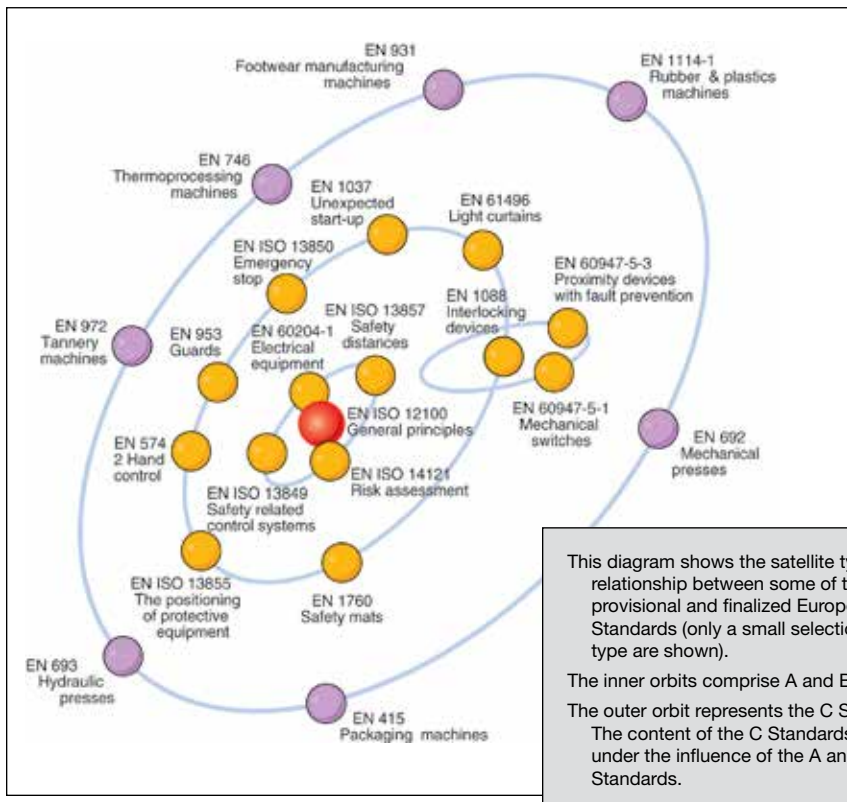 EN 931
Footwear manufacturing
machines
EN 1114-1
Rubber & plastics
machines
EN 746
Thermoprocessing
machines
EN 1037
Unexpected
start-up
EN 61496
Light curtains
EN ISO 13850
Emergency
stop
EN 60947-5-3
Proximity devices
with fault prevention
EN 1088
Interlocking
devices
EN ISO 13857
Safety
distances
EN 972
Tannery
machines
EN 953
Guards
EN 60204-1
Electrical
equipment
EN ISO 12100
General principles
EN 60947-5-1
Mechanical
switches
EN 574
2 Hand
control
EN 692
Mechanical
presses
EN ISO 14121
Risk assessment
EN ISO 13849
Safety related
control systems
EN ISO 13855
The positioning
of protective
equipment
EN 1760
Safety mats
EN 693
Hydraulic
presses
EN 415
Packaging machines
This diagram shows the satellite
relationship between some of
provisional and finalized
Standards (only a small
type are shown).
The inner orbits comprise A and
The outer orbit represents the C
The content of the C Standards
under the influence of the A
Standards.